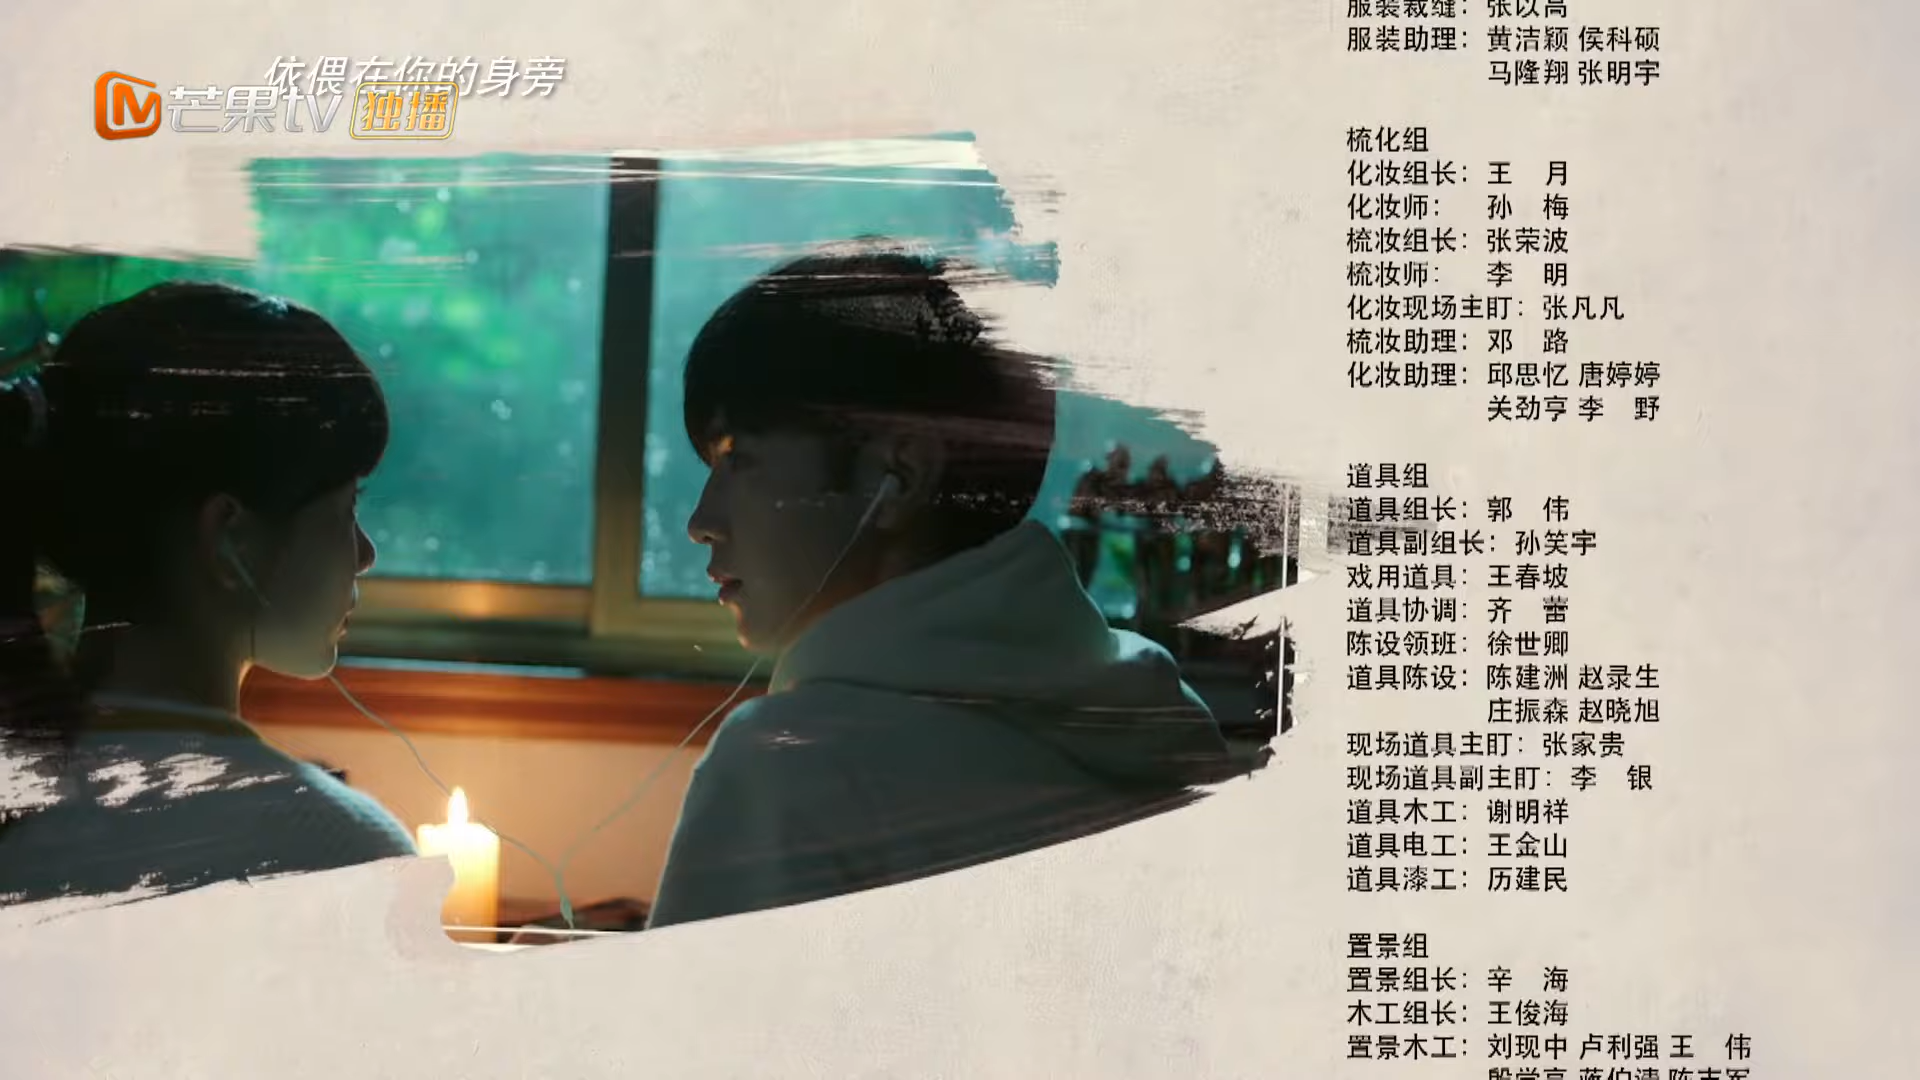 依偎在你的身旁
芒果tv 独播
服装裁缝：张以高
服装助理：黄洁颖 侯科硕
马隆翔 张明宇
梳化组
化妆组长：王　月
化妆师：　孙　梅
梳妆组长：张荣波
梳妆师：　李　明
化妆现场主盯：张凡凡
梳妆助理：邓　路
化妆助理：邱思忆 唐婷婷
关劲亨 李　野
道具组
道具组长：郭　伟
道具副组长：孙笑宇
戏用道具：王春坡
道具协调：齐　蕾
陈设领班：徐世卿
道具陈设：陈建洲 赵录生
庄振森 赵晓旭
现场道具主盯：张家贵
现场道具副主盯：李　银
道具木工：谢明祥
道具电工：王金山
道具漆工：历建民
置景组
置景组长：辛　海
木工组长：王俊海
置景木工：刘现中 卢利强 王　伟